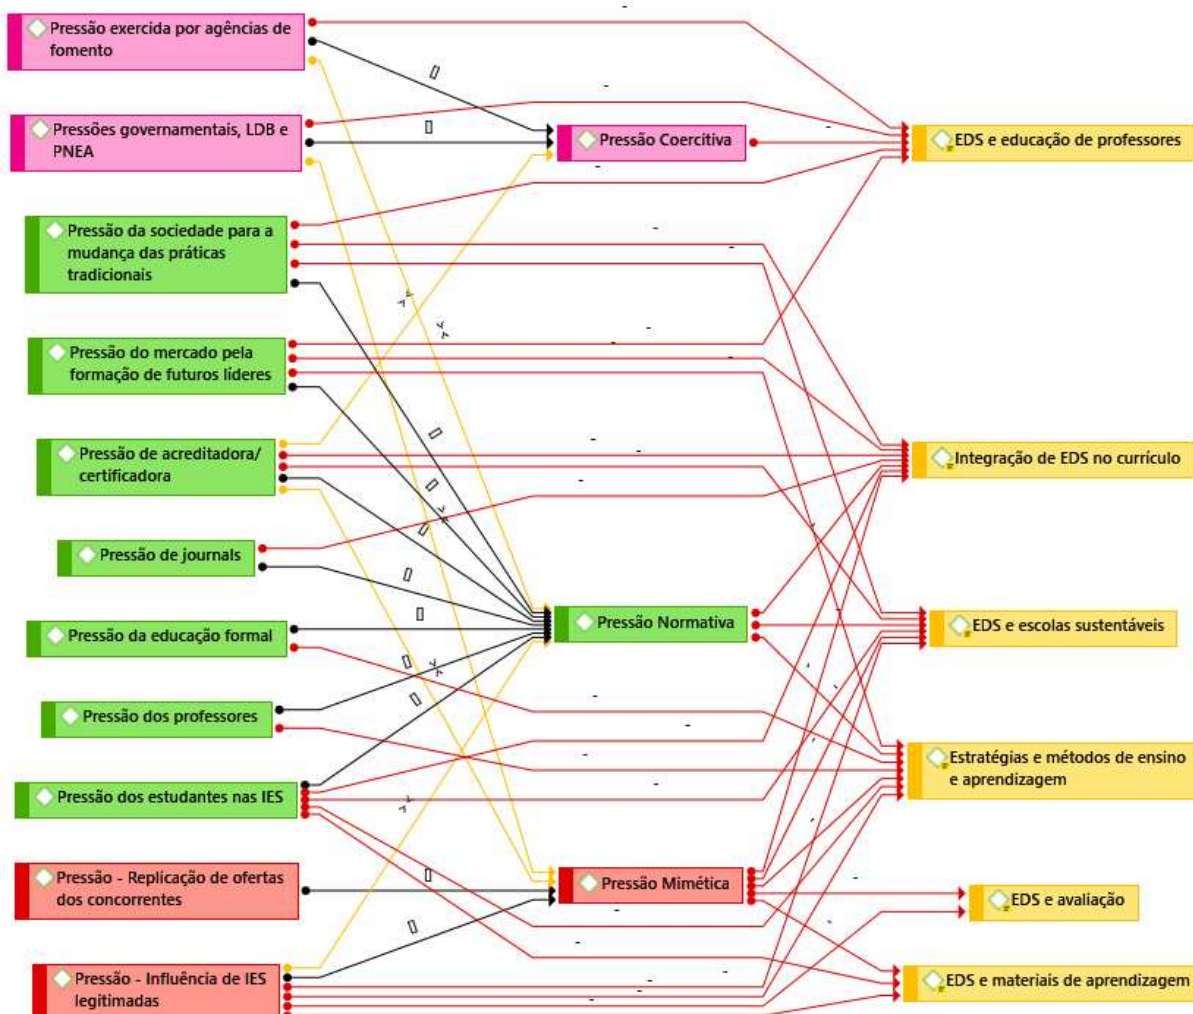 Pressão exercida por agências de
fomento
Pressões governamentais, LDB e
PNEA
Pressão da sociedade para a
mudança das práticas
tradicionais
Pressão do mercado pela
formação de futuros líderes
Pressão de acreditadora/
certificadora
Pressão de journals
Pressão da educação formal
Pressão dos professores
Pressão dos estudantes nas IES
Pressão - Replicação de ofertas
dos concorrentes
Pressão - Influência de IES
legitimadas
Pressão Coercitiva
Pressão Normativa
Pressão Mimética
EDS e educação de professores
Integração de EDS no currículo
EDS e escolas sustentáveis
Estratégias e métodos de ensino
e aprendizagem
EDS e avaliação
EDS e materiais de aprendizagem